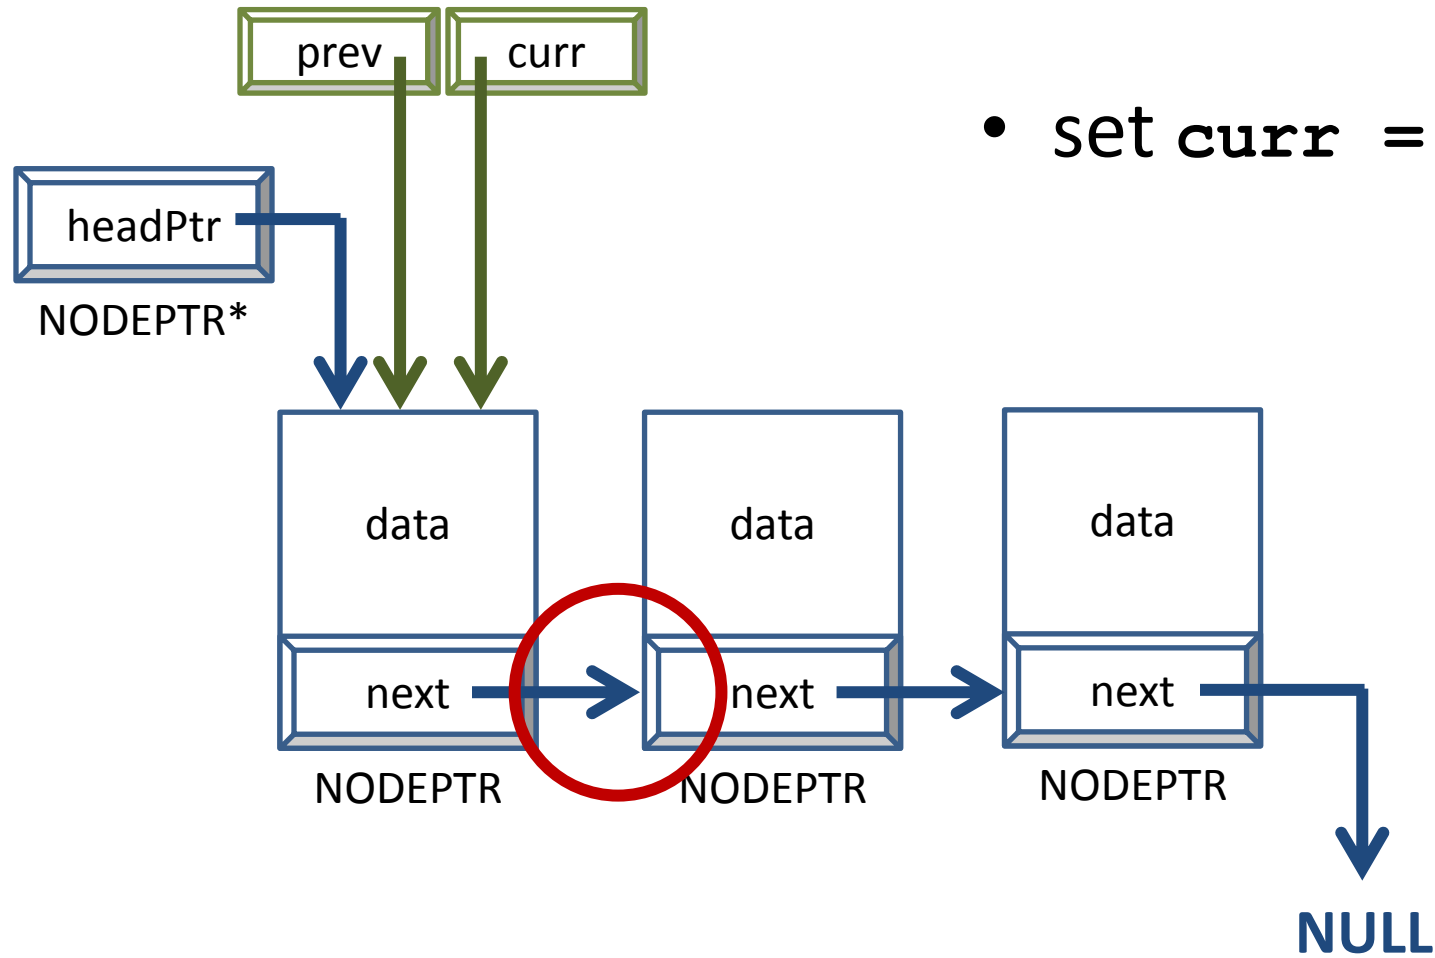 prev
curr
• set curr =
headPtr
NODEPTR*
data
data
data
next
next
next
NODEPTR
NODEPTR
NODEPTR
NULL